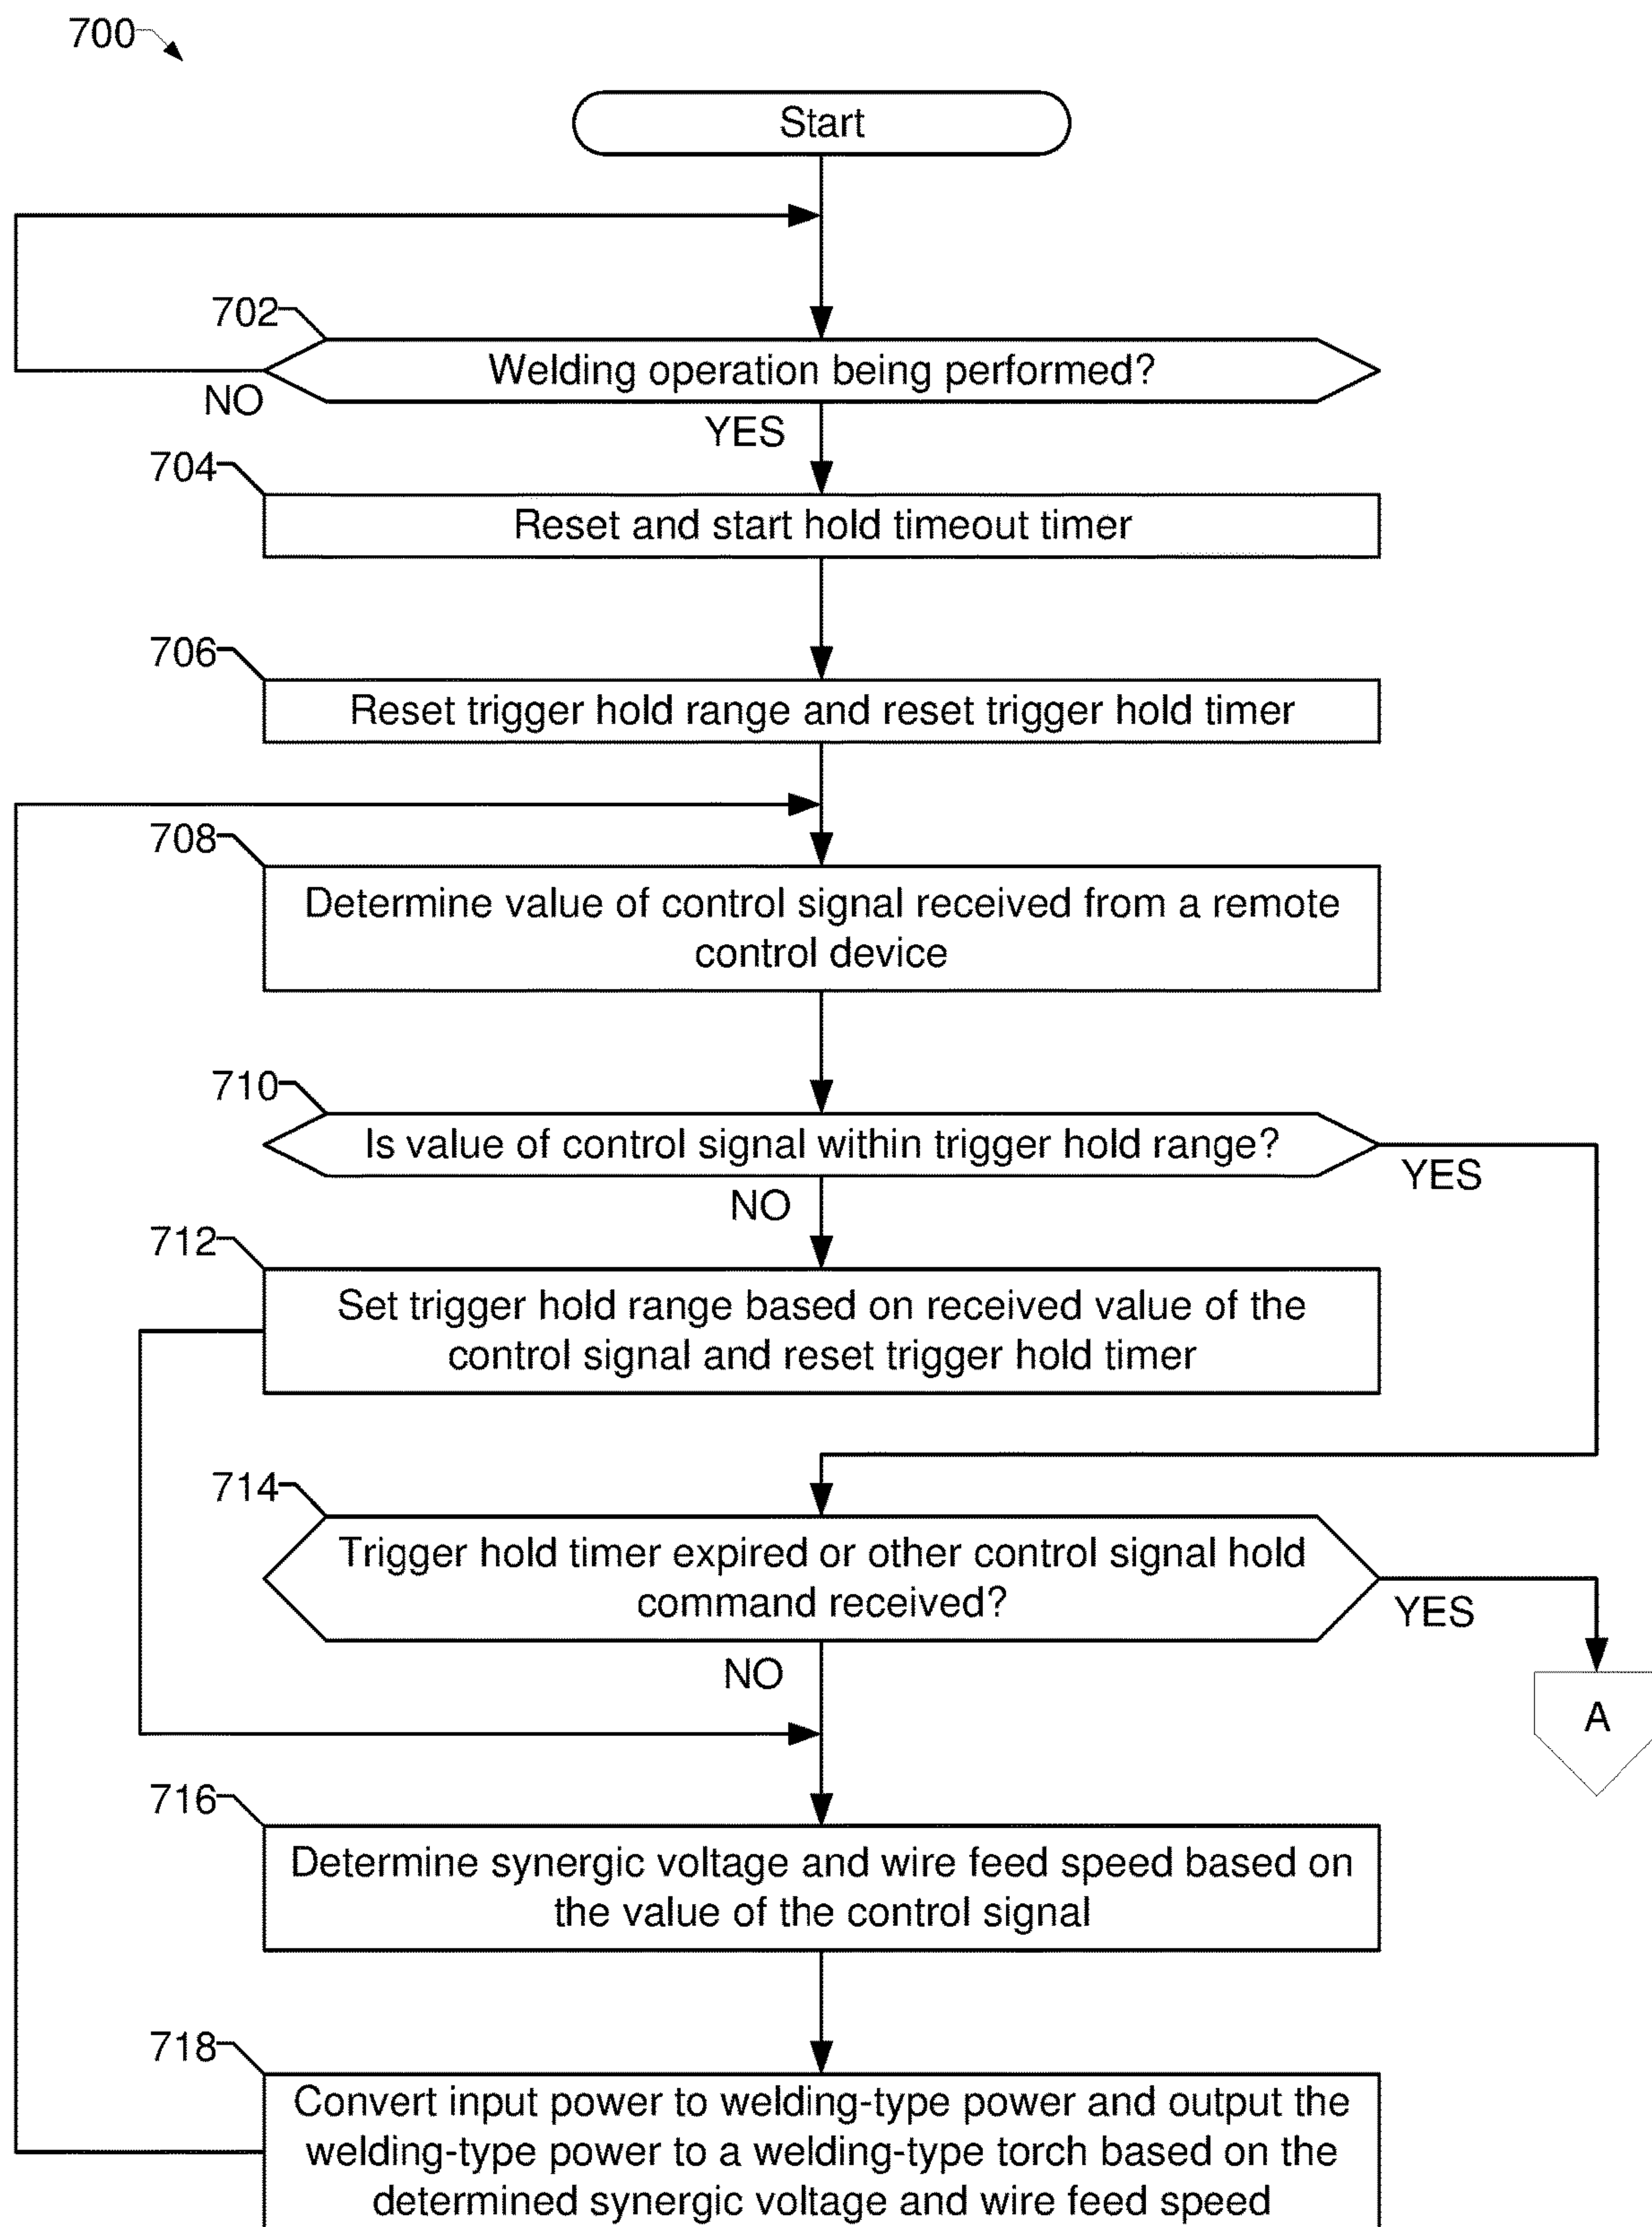 700
Start
702
Welding operation being performed?
NO
YES
704
Reset and start hold timeout timer
706
Reset trigger hold range and reset trigger hold timer
708
Determine value of control signal received from a remote
control device
710
Is value of control signal within trigger hold range?
YES
NO
712
Set trigger hold range based on received value of the
control signal and reset trigger hold timer
714
Trigger hold timer expired or other control signal hold
command received?
YES
NO
A
716
Determine synergic voltage and wire feed speed based on
the value of the control signal
718
Convert input power to welding-type power and output the
welding-type power to a welding-type torch based on the
determined synergic voltage and wire feed speed